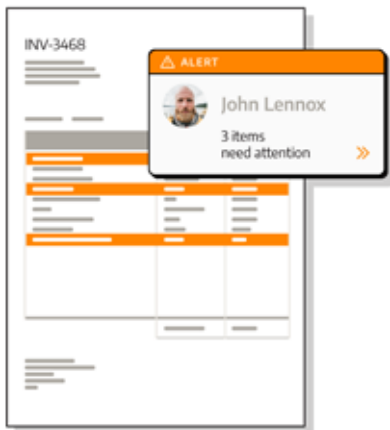 INV-3468
ALERT
John Lennox
3 items
need attention